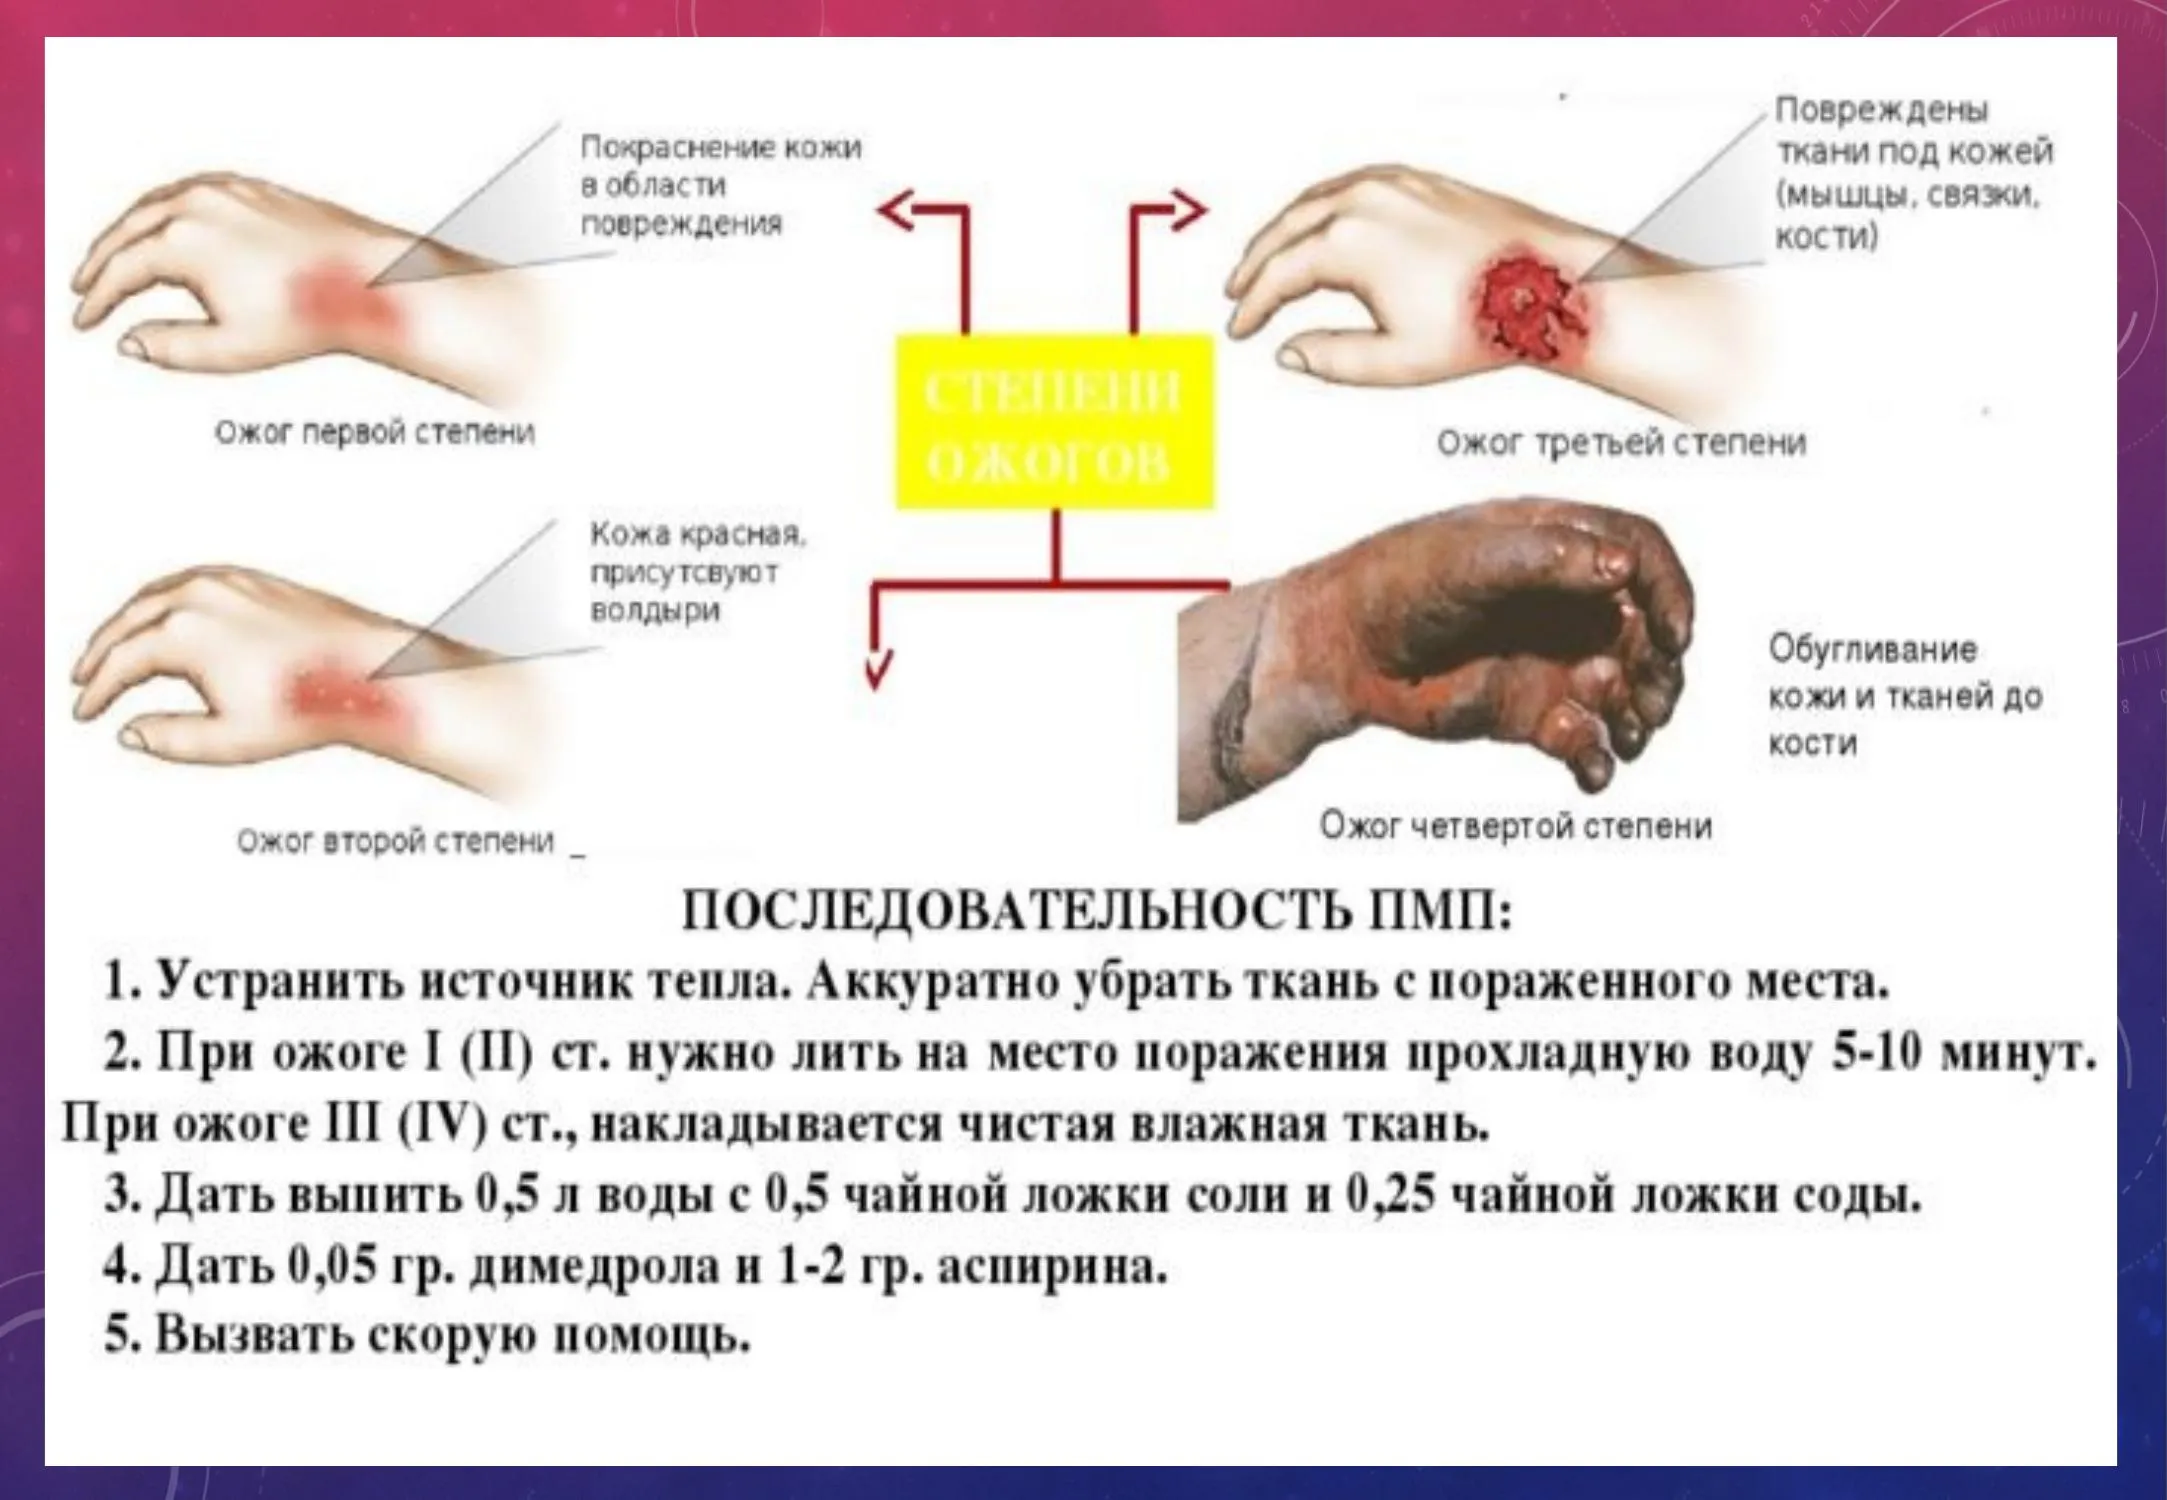 Покраснение кожи
в области
повреждения
Ожог первой степени
Повреждены
ткани под кожей
(мышцы, связки,
кости)
Ожог третьей степени
СТЕПЕНИ
ОЖОГОВ
Кожа красная,
присутсвуют
волдыри
Ожог второй степени _
Обугливание
кожи и тканей до
кости
Ожог четвертой степени
ПОСЛЕДОВАТЕЛЬНОСТЬ ПМП:
1. Устранить источник тепла. Аккуратно убрать ткань с пораженного места.
2. При ожоге I (II) ст. нужно лить на место поражения прохладную воду 5-10 минут.
При ожоге III (IV) ст., накладывается чистая влажная ткань.
3. Дать выпить 0,5 л воды с 0,5 чайной ложки соли и 0,25 чайной ложки соды.
4. Дать 0,05 гр. димедрола и 1-2 гр. аспирина.
5. Вызвать скорую помощь.